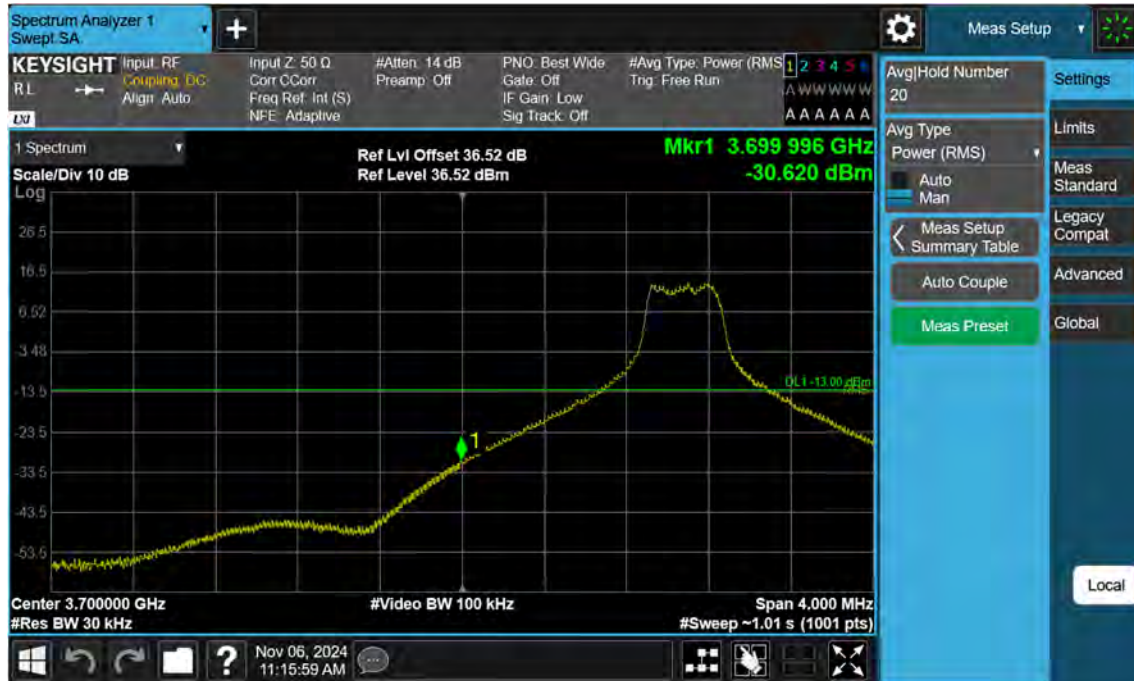 Spectrum Analyzer 1
Swept SA
Meas Setup
KEYSIGHT
RL
LXI
Input: RF
Coupling: DC
Align: Auto
Input Z: 50 Ω
Corr CCorr
Freq Ref: Int (S)
NFE: Adaptive
#Atten: 14 dB
Preamp: Off
PNO: Best Wide
Gate: Off
IF Gain: Low
Sig Track: Off
#Avg Type: Power (RMS)
Trig: Free Run
1 2 3 4 5 6
A W W W W W
A A A A A A
1 Spectrum
Scale/Div 10 dB
Log
Ref Lvl Offset 36.52 dB
Ref Level 36.52 dBm
Mkr1 3.699 996 GHz
-30.620 dBm
26.5
16.5
6.52
-3.48
-13.5
-23.5
-33.5
-43.5
-53.5
DL1 -13.00 dBm
1
Center 3.700000 GHz
#Res BW 30 kHz
#Video BW 100 kHz
Span 4.000 MHz
#Sweep ~1.01 s (1001 pts)
Avg|Hold Number
20
Avg Type
Power (RMS)
Auto
Man
Meas Setup
Summary Table
Auto Couple
Meas Preset
Settings
Limits
Meas
Standard
Legacy
Compat
Advanced
Global
Local
Nov 06, 2024
11:15:59 AM